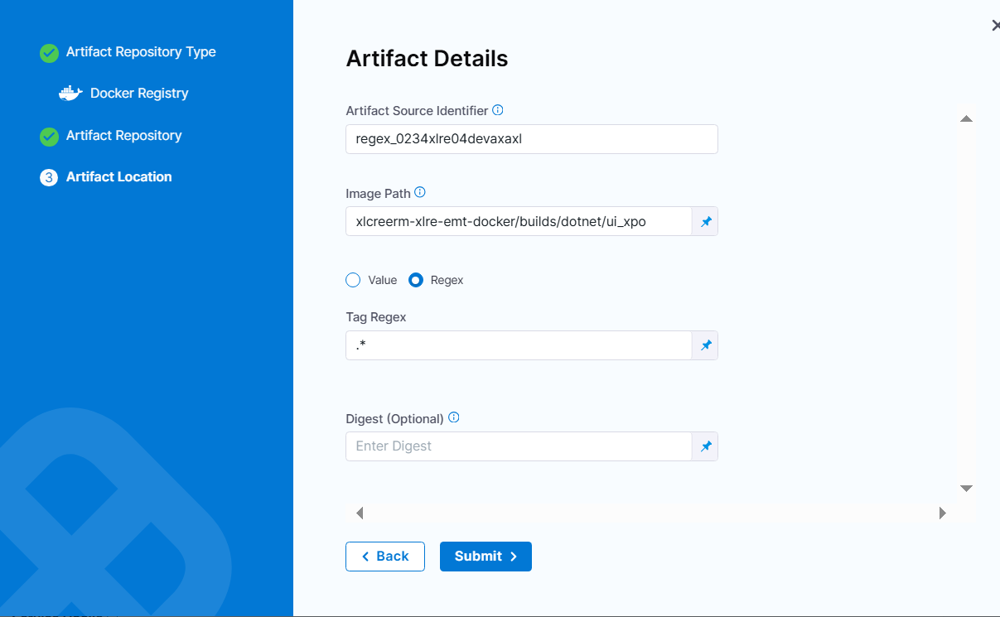 Artifact Repository Type
Docker Registry
Artifact Repository
3 Artifact Location
Artifact Details
Artifact Source Identifier
regex_0234xlre04devaxaxl
Image Path
xlcreerm-xlre-emt-docker/builds/dotnet/ui_xpo
Value Regex
Tag Regex
.*
Digest (Optional)
Enter Digest
Back Submit